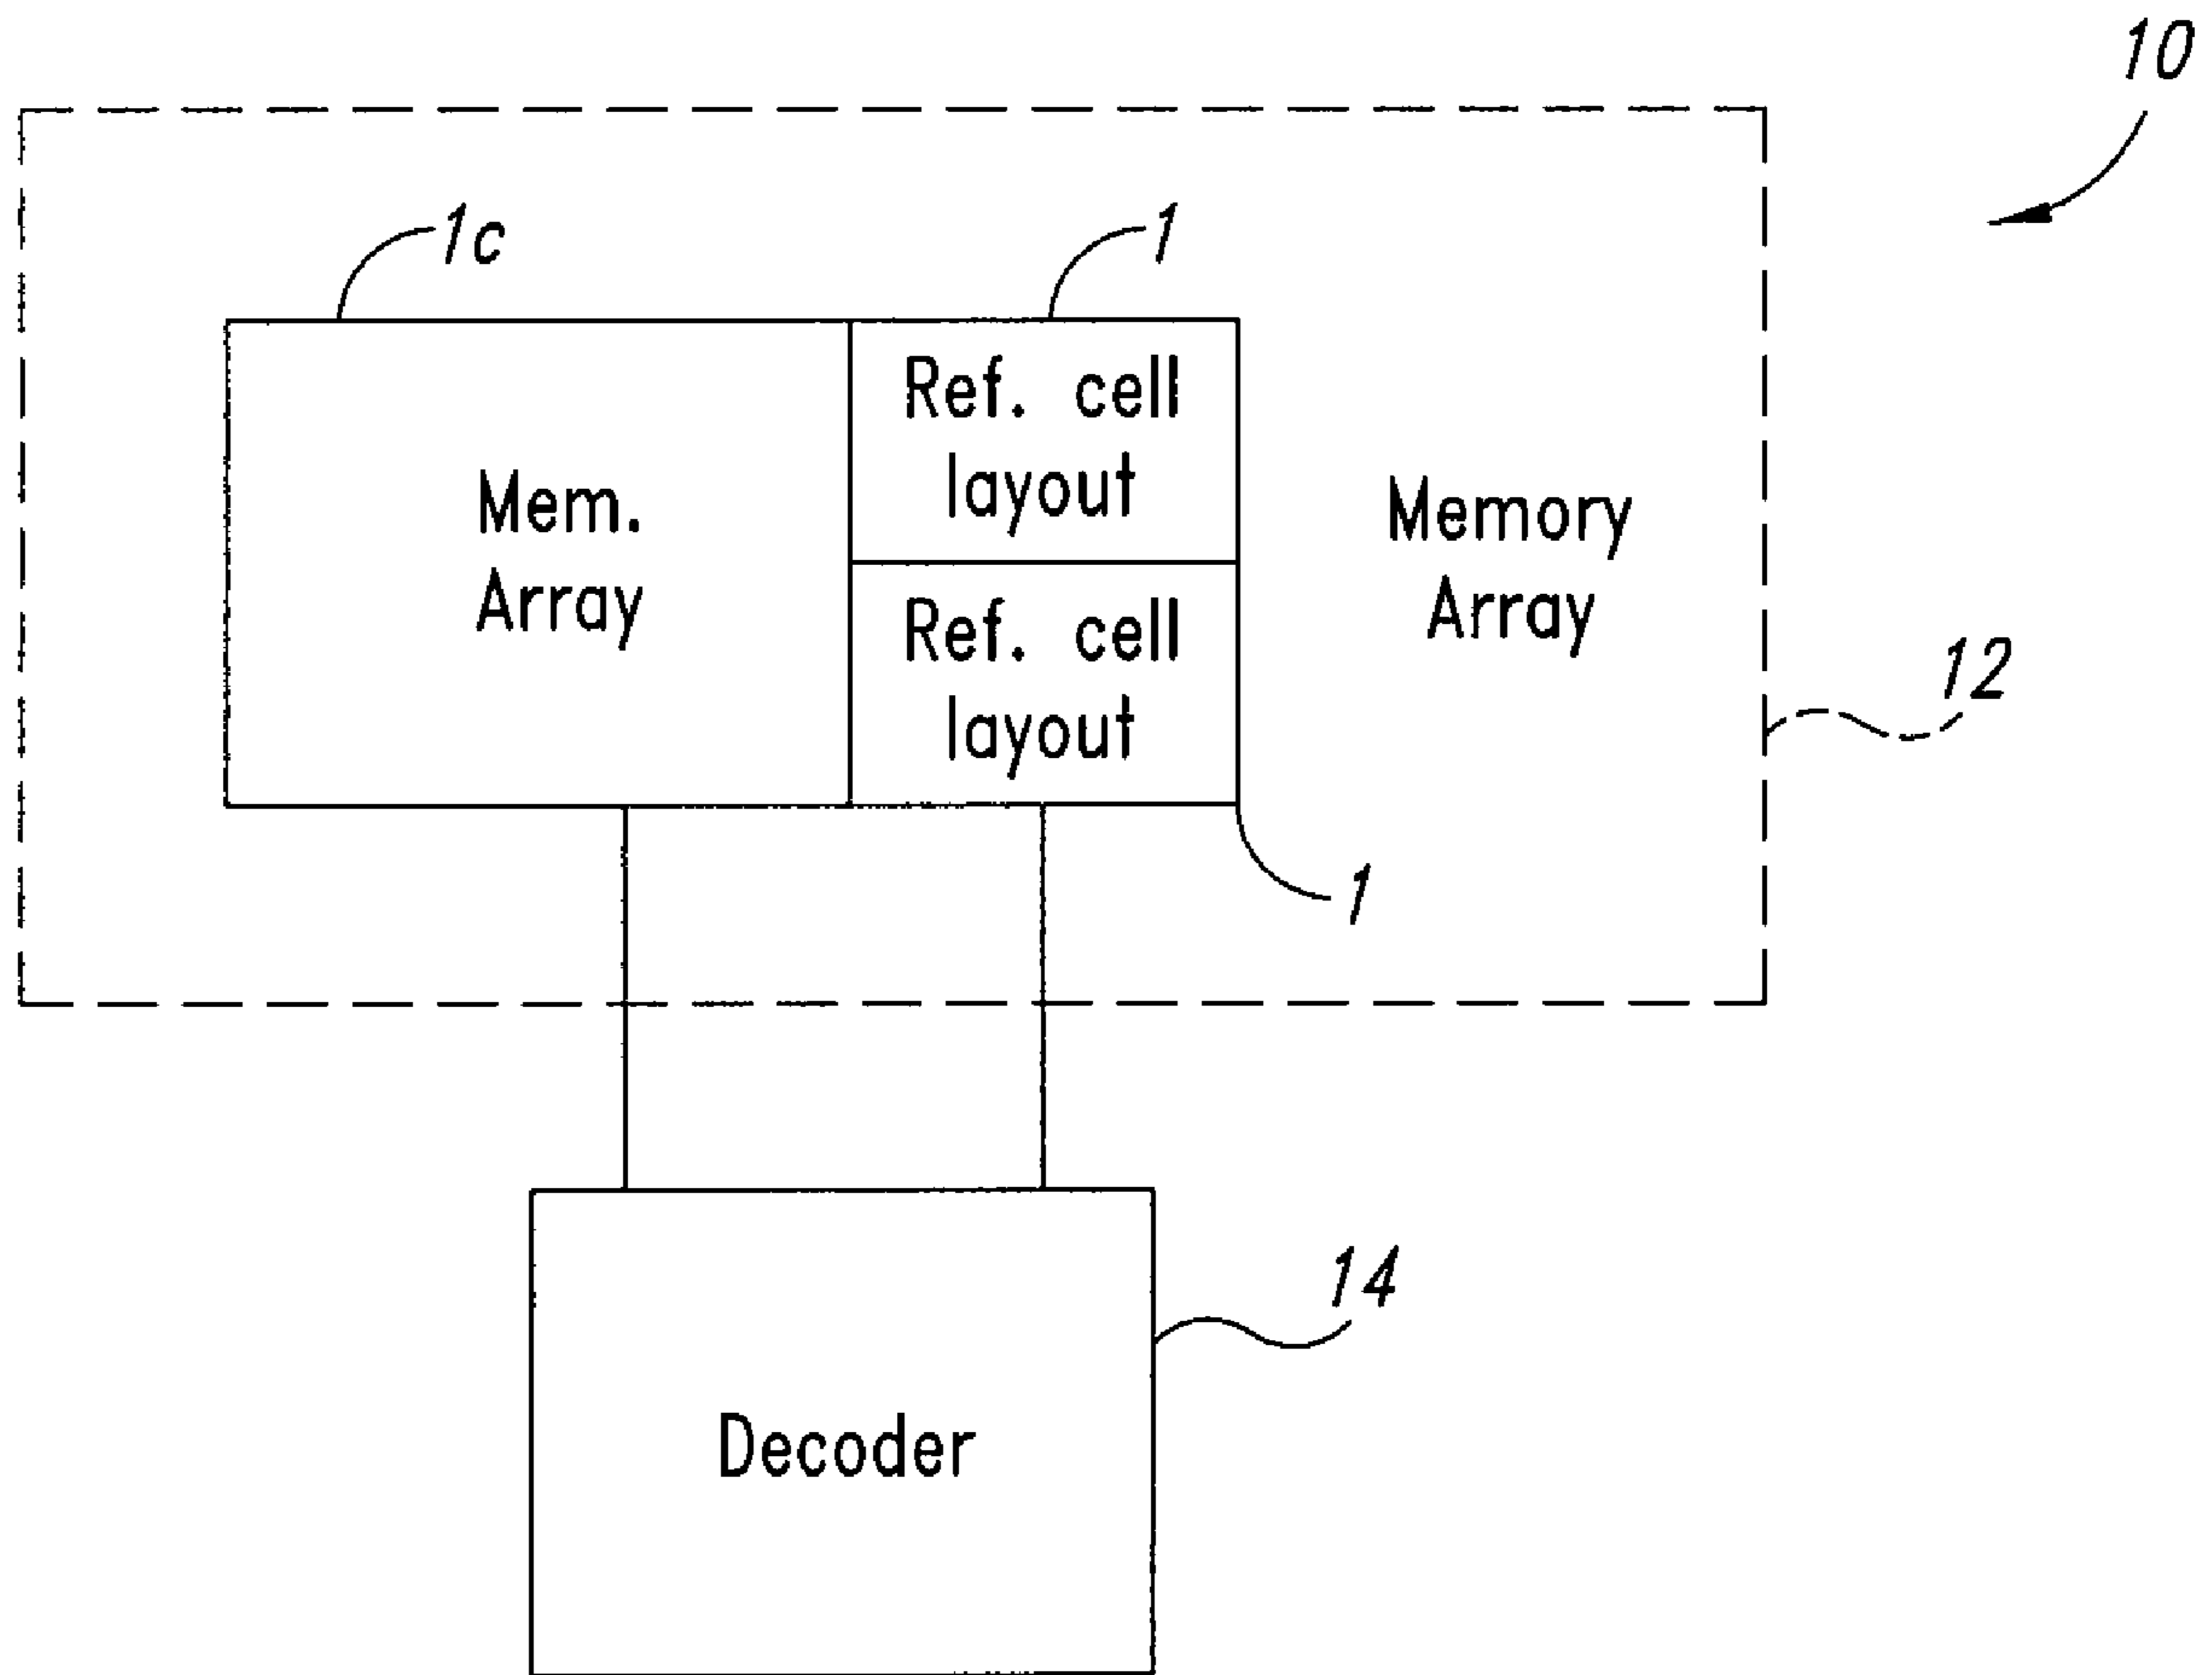 10
1c
1
Ref. cell
layout
Mem.
Array
Memory
Array
Ref. cell
layout
12
1
14
Decoder